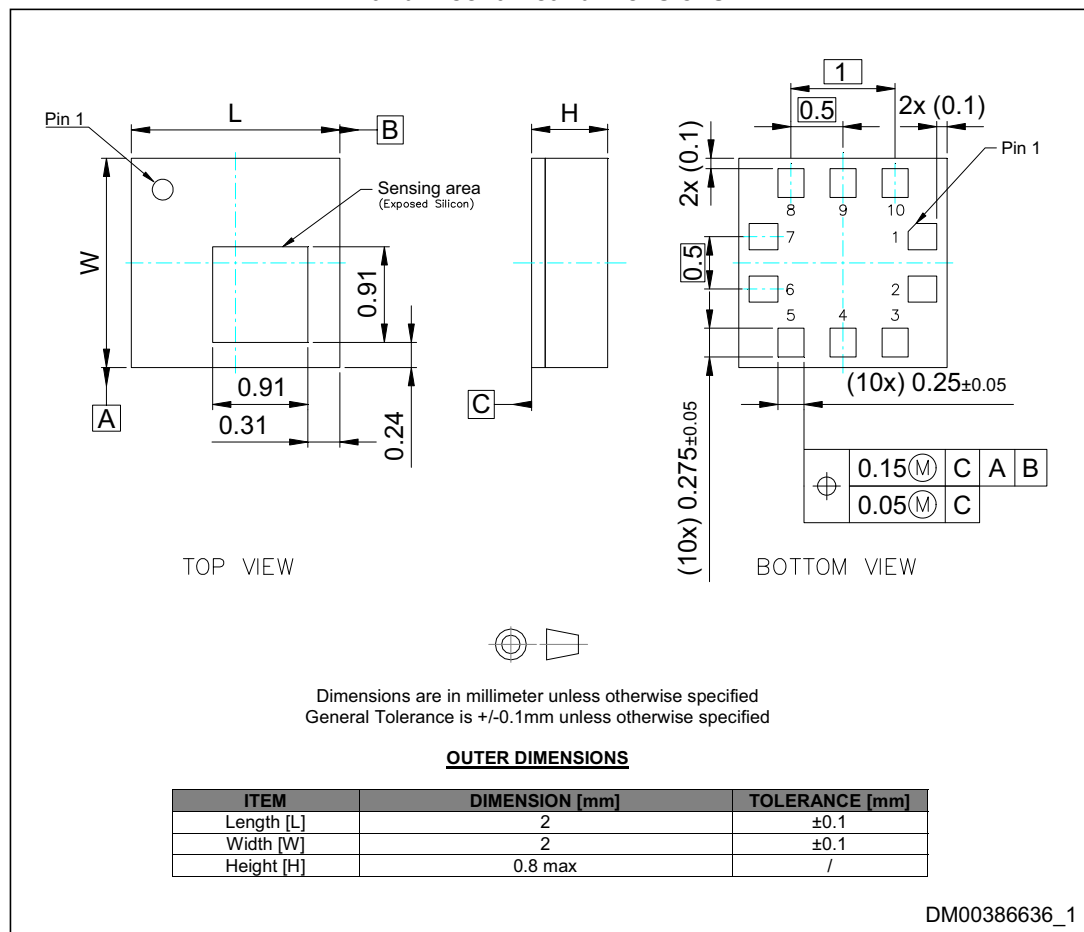 Pin 1
L
B
W
Sensing area
(Exposed Silicon)
0.91
0.91
0.31
0.24
A
TOP VIEW
H
C
1
0.5
2x (0.1)
2x (0.1)
Pin 1
8 9 10
7 1
0.5
6 2
5 4 3
(10x) 0.25±0.05
(10x) 0.275±0.05
0.15Ⓜ C A B
0.05Ⓜ C
BOTTOM VIEW
Dimensions are in millimeter unless otherwise specified
General Tolerance is +/-0.1mm unless otherwise specified
OUTER DIMENSIONS
ITEM DIMENSION [mm] TOLERANCE [mm]
Length [L] 2 ±0.1
Width [W] 2 ±0.1
Height [H] 0.8 max /
DM00386636_1